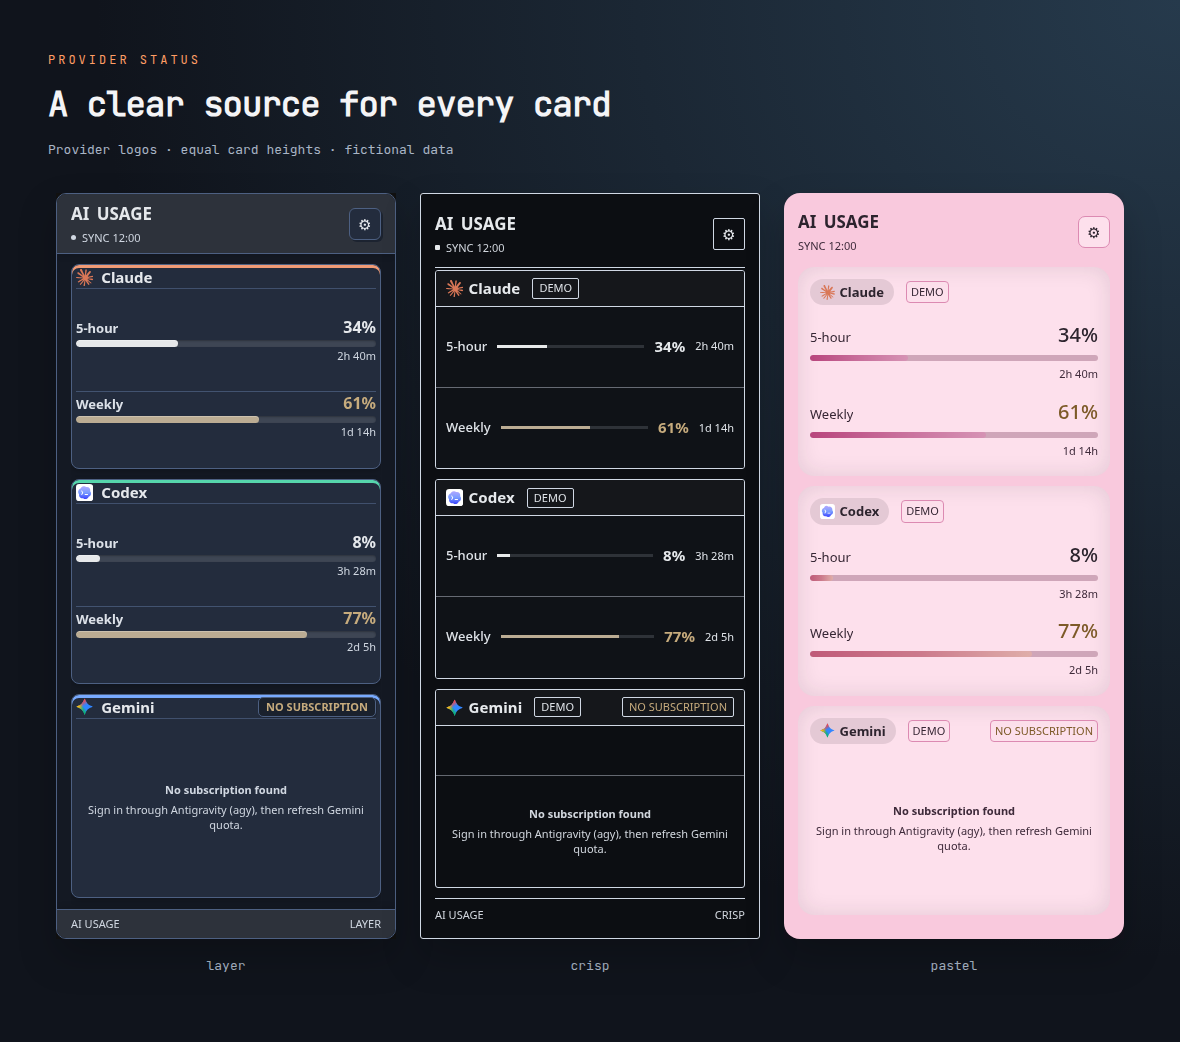 PROVIDER STATUS
A clear source for every card
Provider logos · equal card heights · fictional data
AI USAGE
SYNC 12:00
Claude
5-hour 34%
2h 40m
Weekly 61%
1d 14h
Codex
5-hour 8%
3h 28m
Weekly 77%
2d 5h
Gemini NO SUBSCRIPTION
No subscription found
Sign in through Antigravity (agy), then refresh Gemini
quota.
AI USAGE LAYER
layer
AI USAGE
SYNC 12:00
Claude DEMO
5-hour 34% 2h 40m
Weekly 61% 1d 14h
Codex DEMO
5-hour 8% 3h 28m
Weekly 77% 2d 5h
Gemini DEMO NO SUBSCRIPTION
No subscription found
Sign in through Antigravity (agy), then refresh Gemini
quota.
AI USAGE CRISP
crisp
AI USAGE
SYNC 12:00
Claude DEMO
5-hour 34%
2h 40m
Weekly 61%
1d 14h
Codex DEMO
5-hour 8%
3h 28m
Weekly 77%
2d 5h
Gemini DEMO NO SUBSCRIPTION
No subscription found
Sign in through Antigravity (agy), then refresh Gemini
quota.
pastel